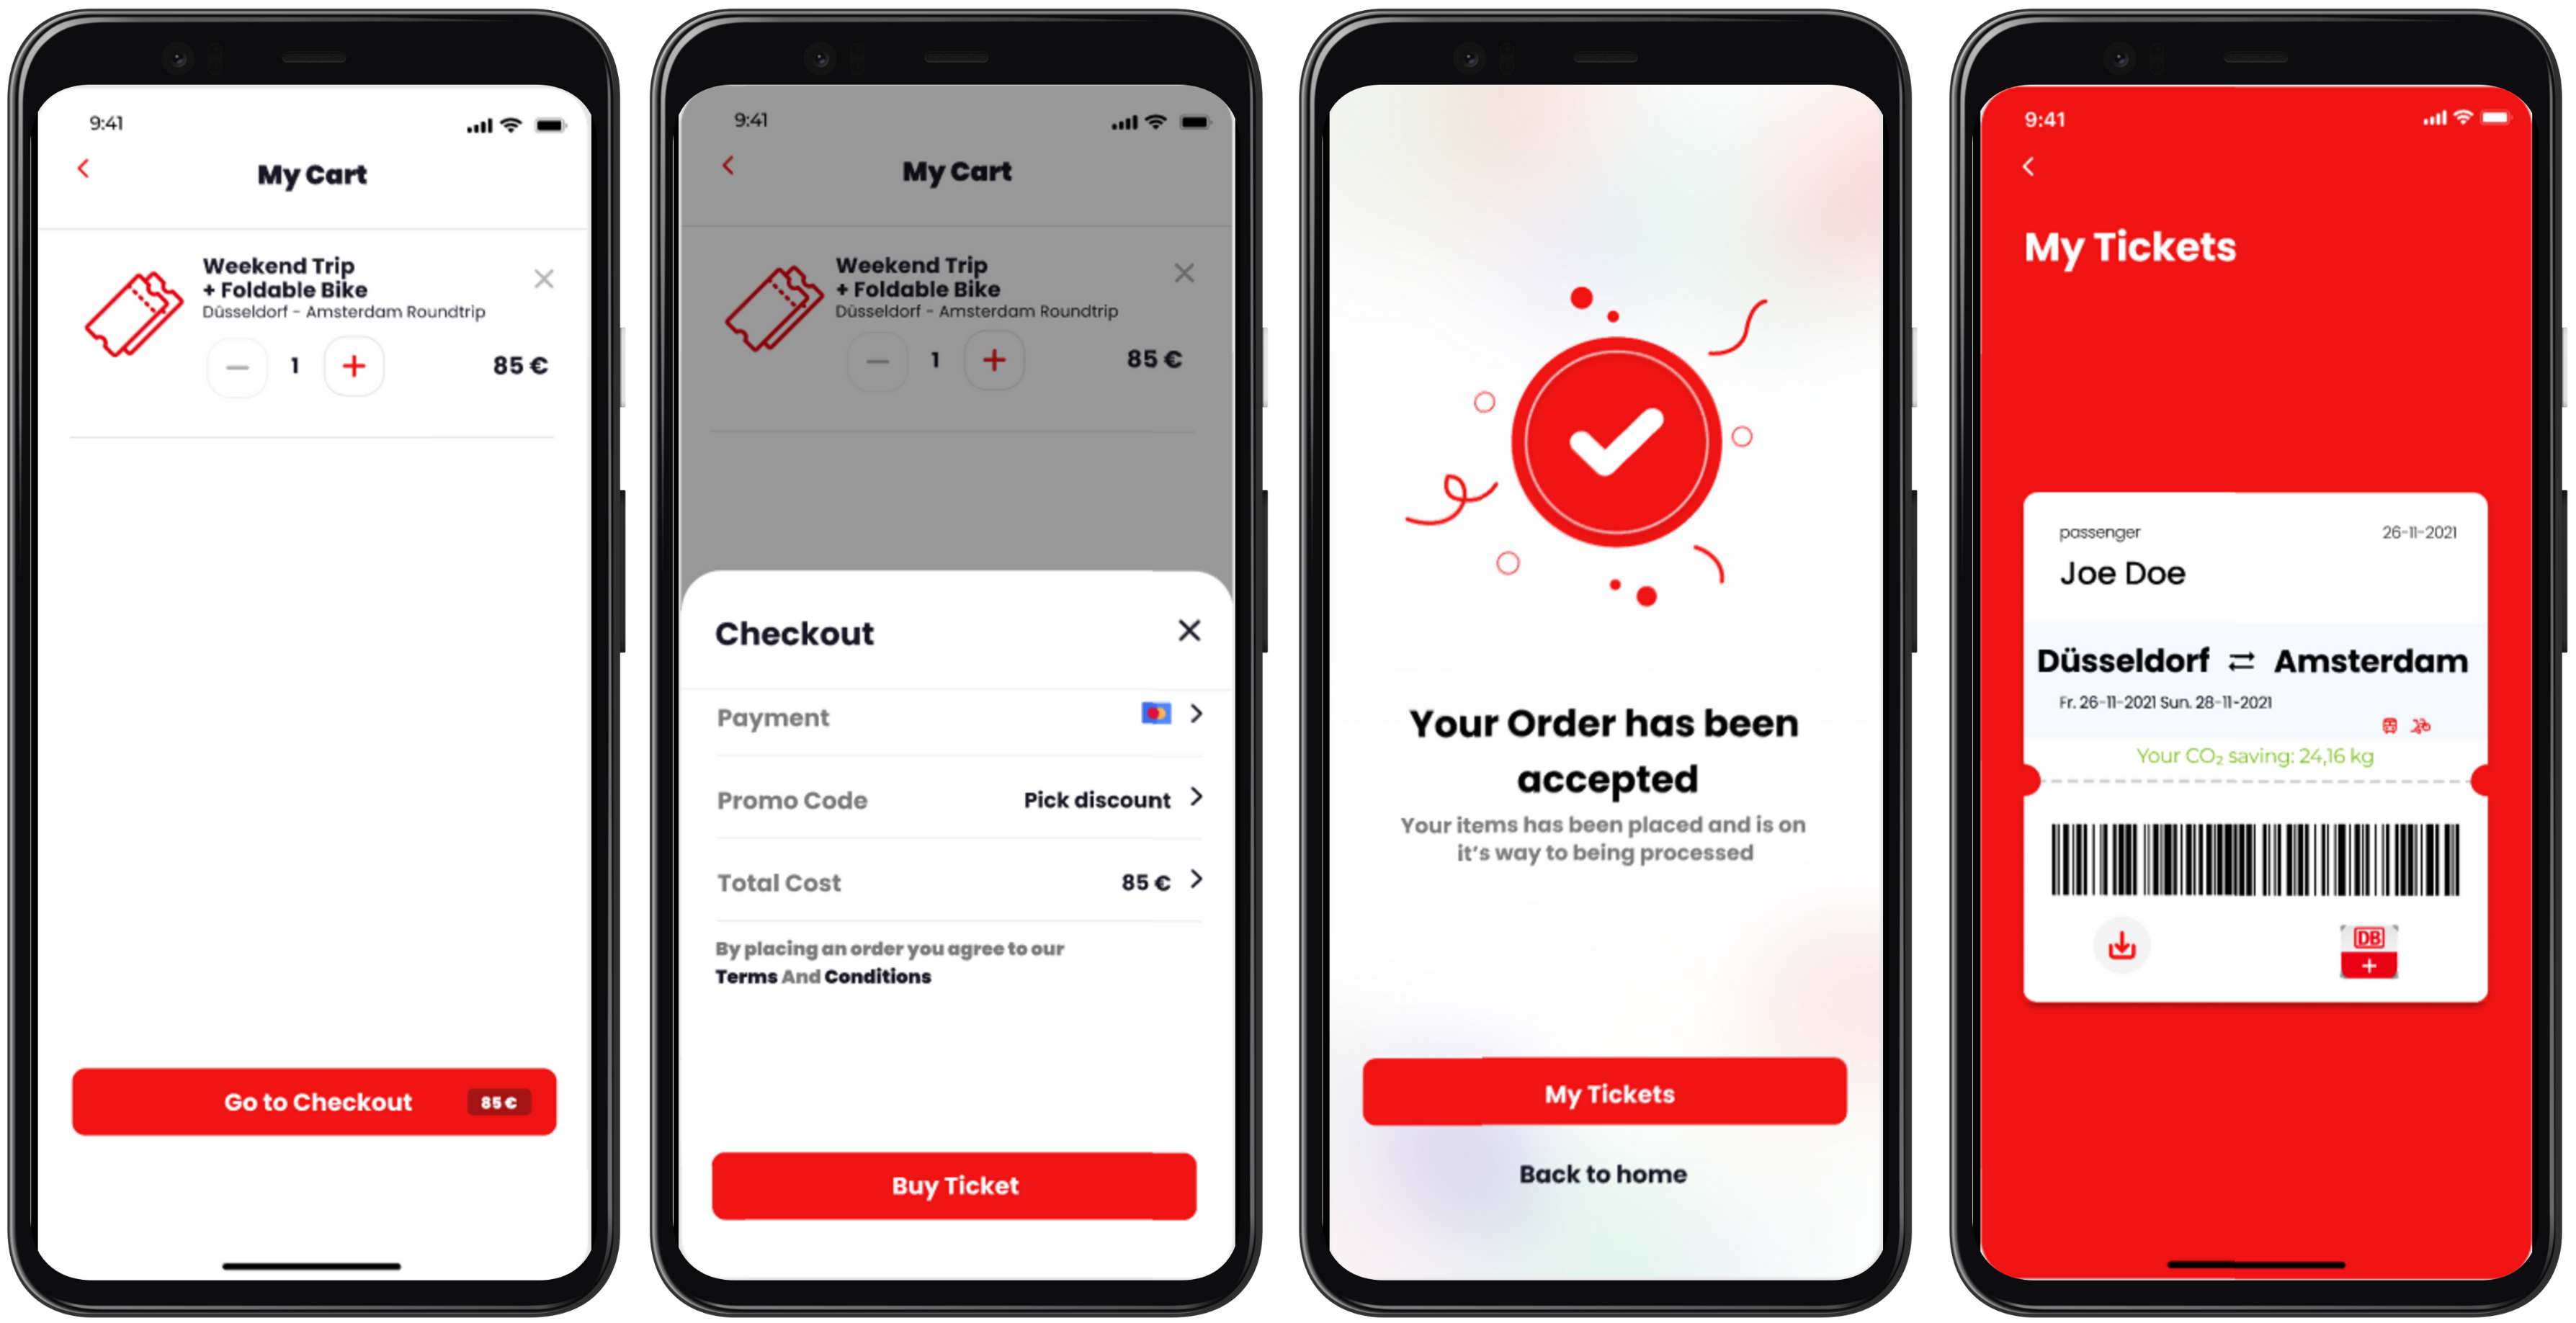 9:41
My Cart
Weekend Trip
+ Foldable Bike
Düsseldorf - Amsterdam Roundtrip
1
85 €
Go to Checkout 85 €
9:41
My Cart
Weekend Trip
+ Foldable Bike
Düsseldorf - Amsterdam Roundtrip
1
85 €
Checkout
Payment
Promo Code Pick discount
Total Cost 85 €
By placing an order you agree to our
Terms And Conditions
Buy Ticket
Your Order has been
accepted
Your items has been placed and is on
it's way to being processed
My Tickets
Back to home
9:41
My Tickets
passenger 26-11-2021
Joe Doe
Düsseldorf ⇄ Amsterdam
Fr. 26-11-2021 Sun. 28-11-2021
Your CO₂ saving: 24,16 kg
DB